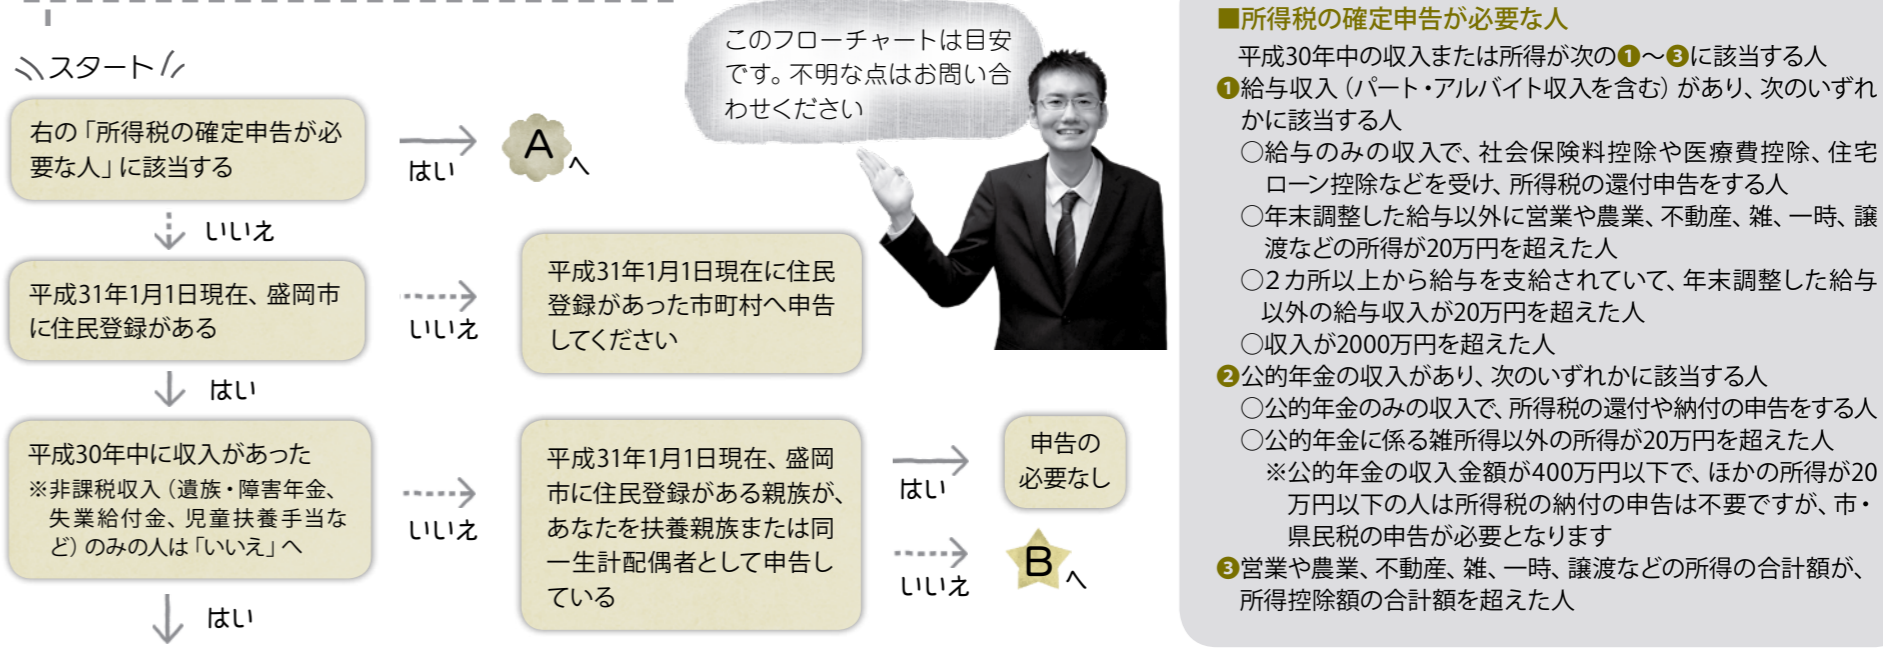 スタート
このフローチャートは目安
です。不明な点はお問い合
わせください
右の「所得税の確定申告が必
要な人」に該当する
はい
Aへ
いいえ
平成31年1月1日現在、盛岡市
に住民登録がある
いいえ
平成31年1月1日現在に住民
登録があった市町村へ申告
してください
はい
平成30年中に収入があった
※非課税収入（遺族・障害年金、
失業給付金、児童扶養手当な
ど）のみの人は「いいえ」へ
いいえ
平成31年1月1日現在、盛岡
市に住民登録がある親族が、
あなたを扶養親族または同
一生計配偶者として申告し
ている
はい
申告の
必要なし
いいえ
Bへ
はい
■所得税の確定申告が必要な人
平成30年中の収入または所得が次の❶～❸に該当する人
❶給与収入（パート・アルバイト収入を含む）があり、次のいずれ
かに該当する人
○給与のみの収入で、社会保険料控除や医療費控除、住宅
ローン控除などを受け、所得税の還付申告をする人
○年末調整した給与以外に営業や農業、不動産、雑、一時、譲
渡などの所得が20万円を超えた人
○2カ所以上から給与を支給されていて、年末調整した給与
以外の給与収入が20万円を超えた人
○収入が2000万円を超えた人
❷公的年金の収入があり、次のいずれかに該当する人
○公的年金のみの収入で、所得税の還付や納付の申告をする人
○公的年金に係る雑所得以外の所得が20万円を超えた人
※公的年金の収入金額が400万円以下で、ほかの所得が20
万円以下の人は所得税の納付の申告は不要ですが、市・
県民税の申告が必要となります
❸営業や農業、不動産、雑、一時、譲渡などの所得の合計額が、
所得控除額の合計額を超えた人